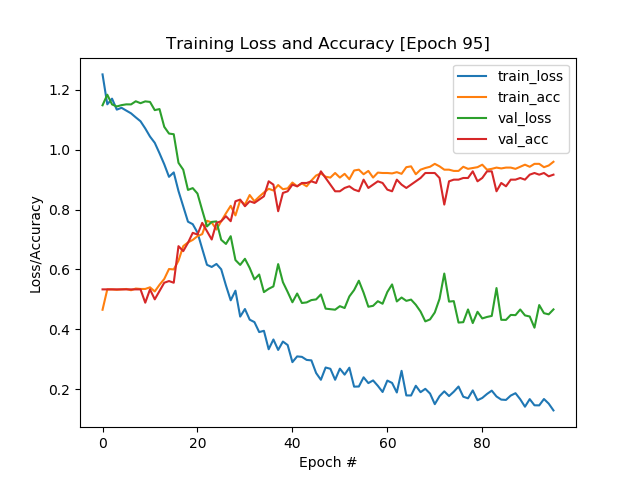 Training Loss and Accuracy [Epoch 95]
train_loss
train_acc
val_loss
val_acc
Loss/Accuracy
1.2
1.0
0.8
0.6
0.4
0.2
0
20
40
60
80
Epoch #